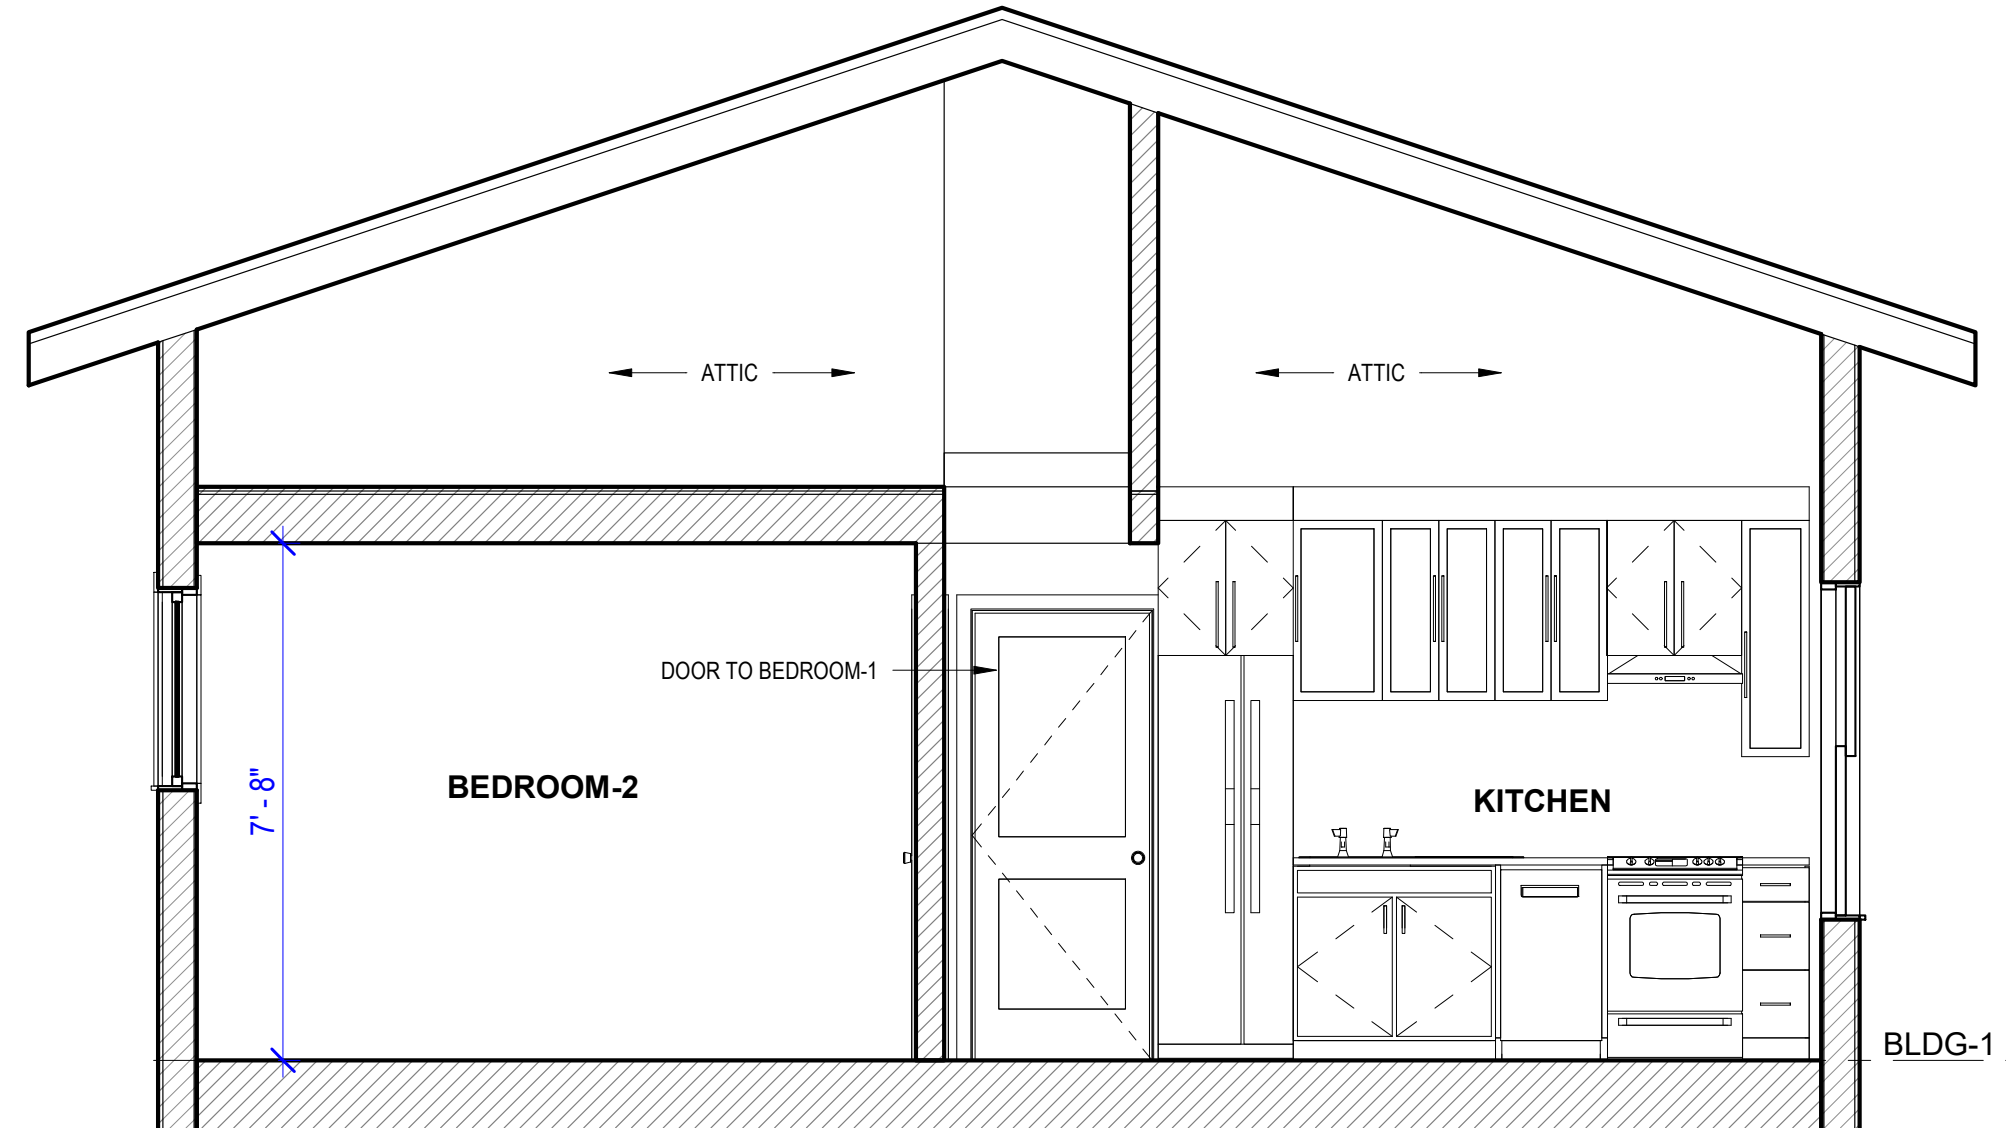 ATTIC
ATTIC
DOOR TO BEDROOM-1
BEDROOM-2
7' - 8"
KITCHEN
BLDG-1